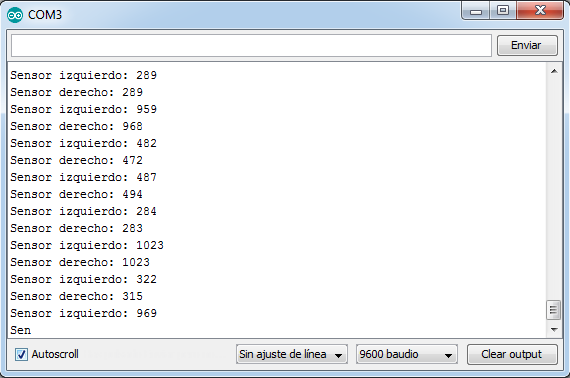 COM3
Enviar
Sensor izquierdo: 289
Sensor derecho: 289
Sensor izquierdo: 959
Sensor derecho: 968
Sensor izquierdo: 482
Sensor derecho: 472
Sensor izquierdo: 487
Sensor derecho: 494
Sensor izquierdo: 284
Sensor derecho: 283
Sensor izquierdo: 1023
Sensor derecho: 1023
Sensor izquierdo: 322
Sensor derecho: 315
Sensor izquierdo: 969
Sen
Autoscroll Sin ajuste de línea 9600 baudio Clear output